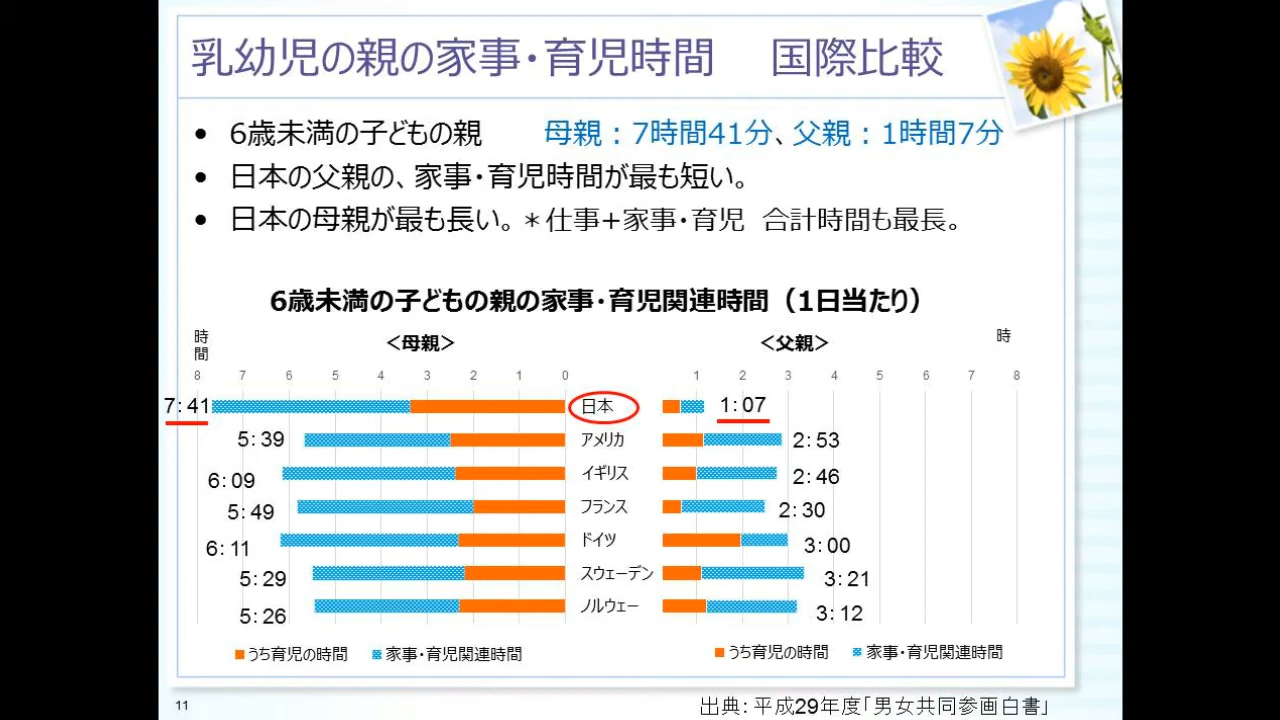 乳幼児の親の家事・育児時間　国際比較
• 6歳未満の子どもの親　母親：7時間41分、父親：1時間7分
• 日本の父親の、家事・育児時間が最も短い。
• 日本の母親が最も長い。＊仕事＋家事・育児　合計時間も最長。
6歳未満の子どもの親の家事・育児関連時間（1日当たり）
時間　＜母親＞　＜父親＞　時
8 7 6 5 4 3 2 1 0　1 2 3 4 5 6 7 8
7：41　日本　1：07
5：39　アメリカ　2：53
6：09　イギリス　2：46
5：49　フランス　2：30
6：11　ドイツ　3：00
5：29　スウェーデン　3：21
5：26　ノルウェー　3：12
うち育児の時間　家事・育児関連時間　うち育児の時間　家事・育児関連時間
11　出典：平成29年度「男女共同参画白書」